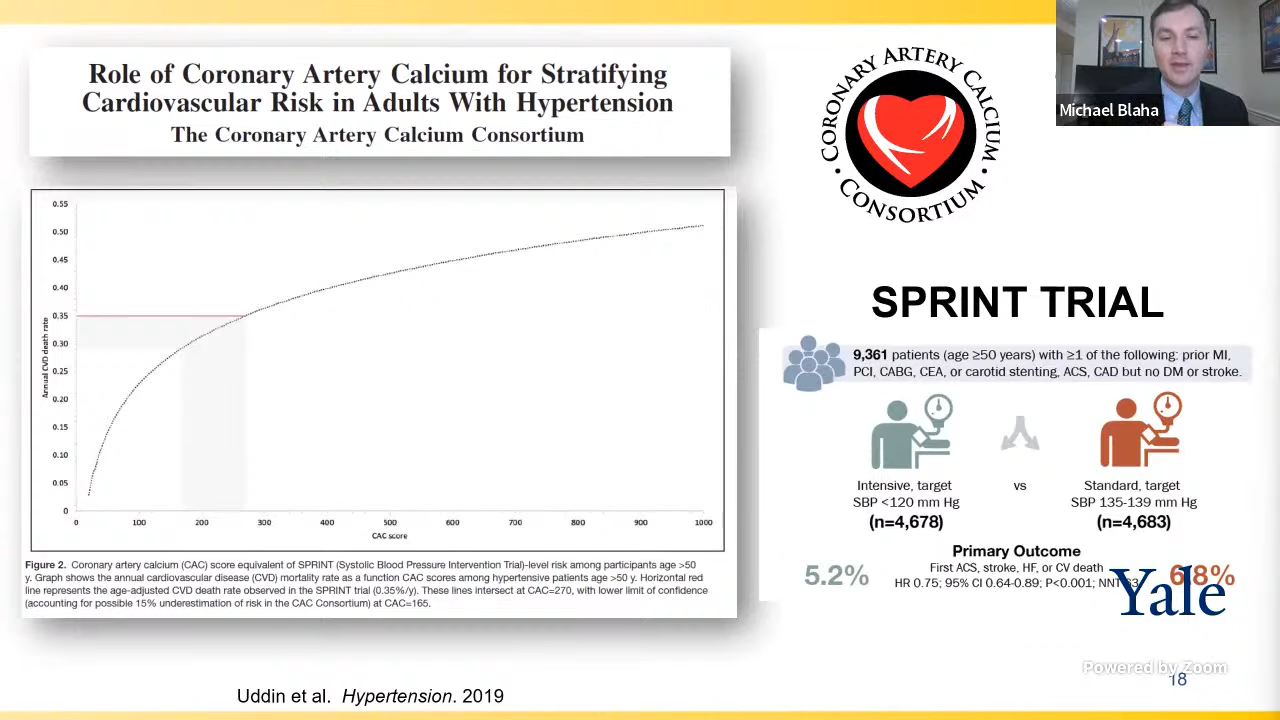 Role of Coronary Artery Calcium for Stratifying
Cardiovascular Risk in Adults With Hypertension
The Coronary Artery Calcium Consortium
CORONARY ARTERY CALCIUM
• CONSORTIUM •
Michael Blaha
0.55
0.50
0.45
0.40
0.35
0.30
0.25
0.20
0.15
0.10
0.05
0
Annual CVD death rate
0 100 200 300 400 500 600 700 800 900 1000
CAC score
Figure 2. Coronary artery calcium (CAC) score equivalent of SPRINT (Systolic Blood Pressure Intervention Trial)-level risk among participants age >50
y. Graph shows the annual cardiovascular disease (CVD) mortality rate as a function CAC scores among hypertensive patients age >50 y. Horizontal red
line represents the age-adjusted CVD death rate observed in the SPRINT trial (0.35%/y). These lines intersect at CAC=270, with lower limit of confidence
(accounting for possible 15% underestimation of risk in the CAC Consortium) at CAC=165.
Uddin et al. Hypertension. 2019
SPRINT TRIAL
9,361 patients (age ≥50 years) with ≥1 of the following: prior MI,
PCI, CABG, CEA, or carotid stenting, ACS, CAD but no DM or stroke.
Intensive, target
SBP <120 mm Hg
(n=4,678)
vs
Standard, target
SBP 135-139 mm Hg
(n=4,683)
Primary Outcome
5.2%
First ACS, stroke, HF, or CV death
HR 0.75; 95% CI 0.64-0.89; P<0.001; NNT
6.8%
Yale
Powered by Zoom
18